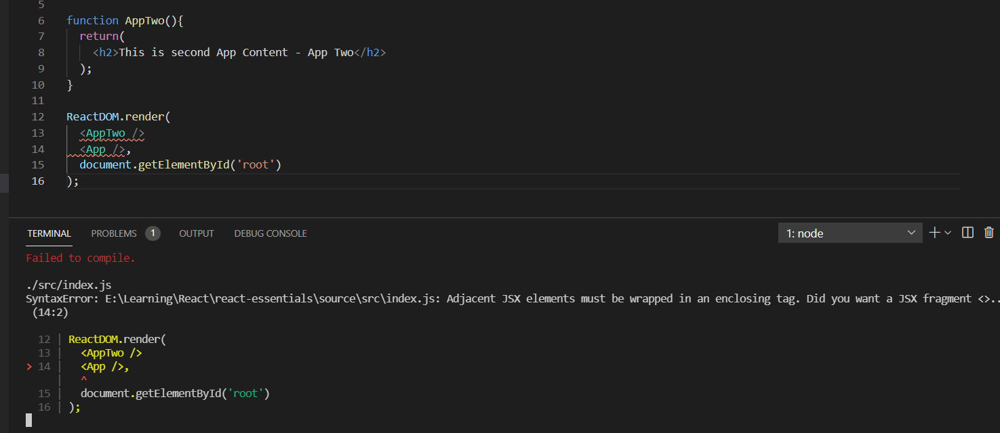 5
6 function AppTwo(){
7 return(
8 <h2>This is second App Content - App Two</h2>
9 );
10 }
11
12 ReactDOM.render(
13 <AppTwo />
14 <App />,
15 document.getElementById('root')
16 );
TERMINAL PROBLEMS 1 OUTPUT DEBUG CONSOLE 1: node
Failed to compile.
./src/index.js
SyntaxError: E:\Learning\React\react-essentials\source\src\index.js: Adjacent JSX elements must be wrapped in an enclosing tag. Did you want a JSX fragment <>..
(14:2)
12 | ReactDOM.render(
13 | <AppTwo />
> 14 | <App />,
| ^
15 | document.getElementById('root')
16 | );